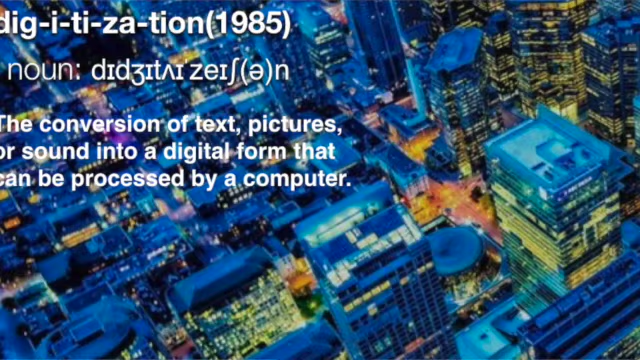 dig-i-ti-za-tion(1985)
noun: dɪdʒɪtʌɪˈzeɪʃ(ə)n
The conversion of text, pictures,
or sound into a digital form that
can be processed by a computer.